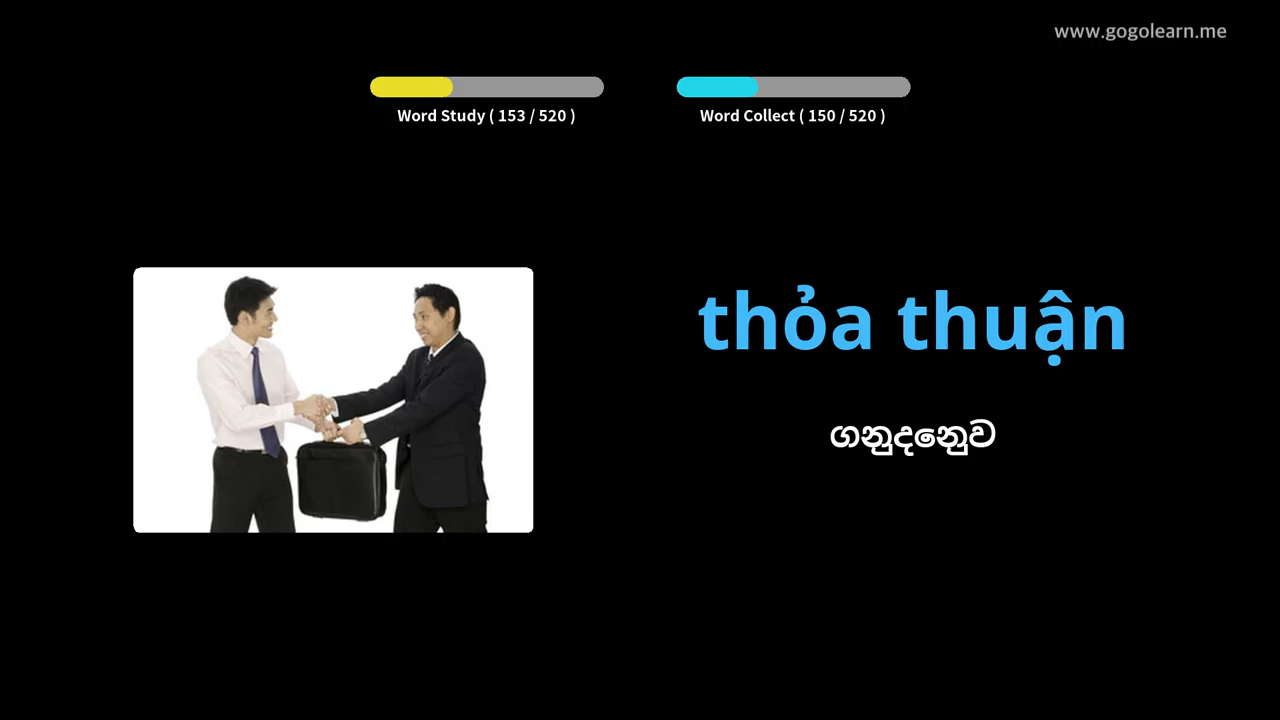 www.gogolearn.me
Word Study ( 153 / 520 )
Word Collect ( 150 / 520 )
thỏa thuận
ගනුදෙනුව